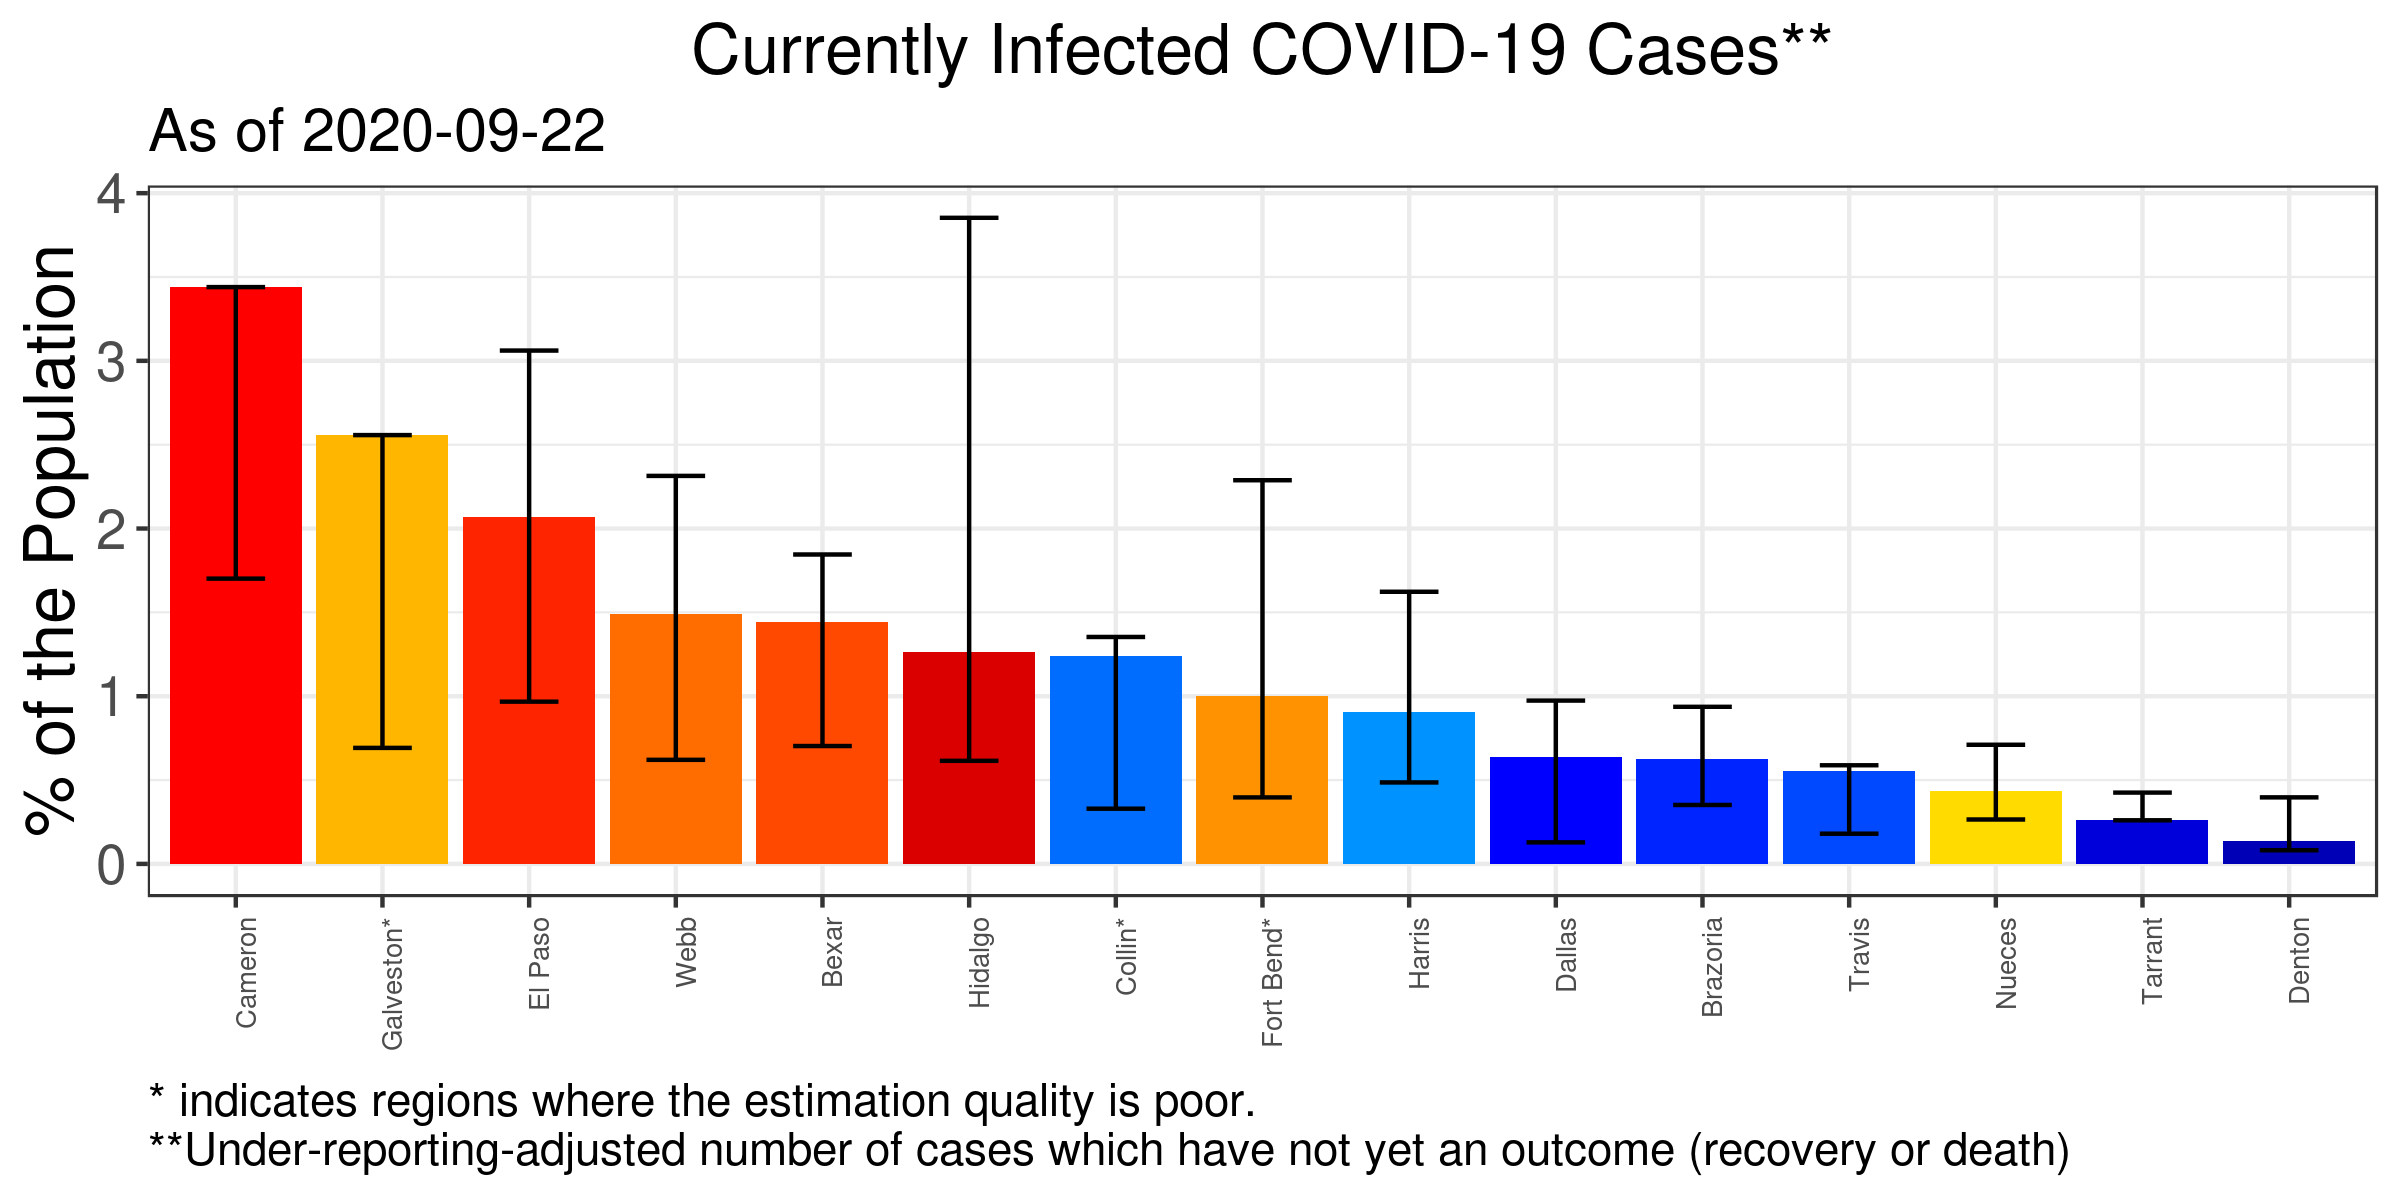 Currently Infected COVID-19 Cases**
As of 2020-09-22
% of the Population
4
3
2
1
0
Cameron
Galveston*
El Paso
Webb
Bexar
Hidalgo
Collin*
Fort Bend*
Harris
Dallas
Brazoria
Travis
Nueces
Tarrant
Denton
* indicates regions where the estimation quality is poor.
**Under-reporting-adjusted number of cases which have not yet an outcome (recovery or death)